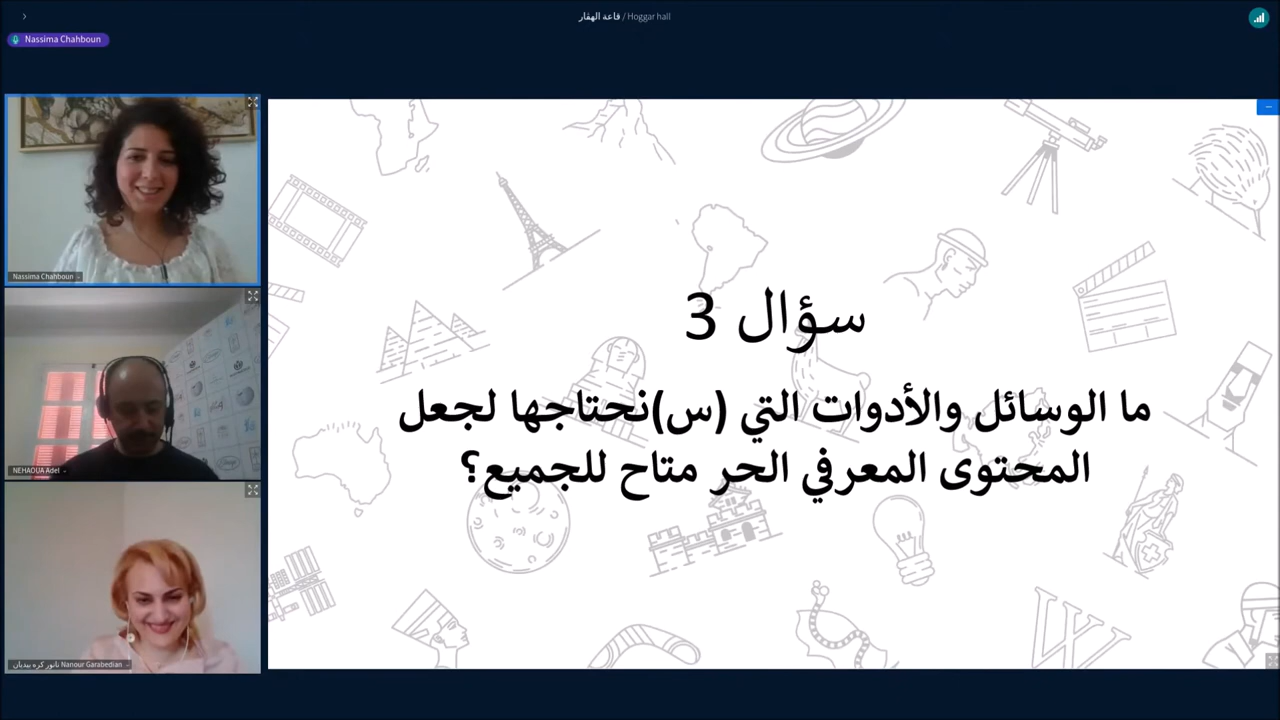 قاعة الهقار / Hoggar hall
Nassima Chahboun
Nassima Chahboun
سؤال 3
ما الوسائل والأدوات التي (س)نحتاجها لجعل
المحتوى المعرفي الحر متاح للجميع؟
NEHAOUA Adel
نانور كره بيديان Nanour Garabedian